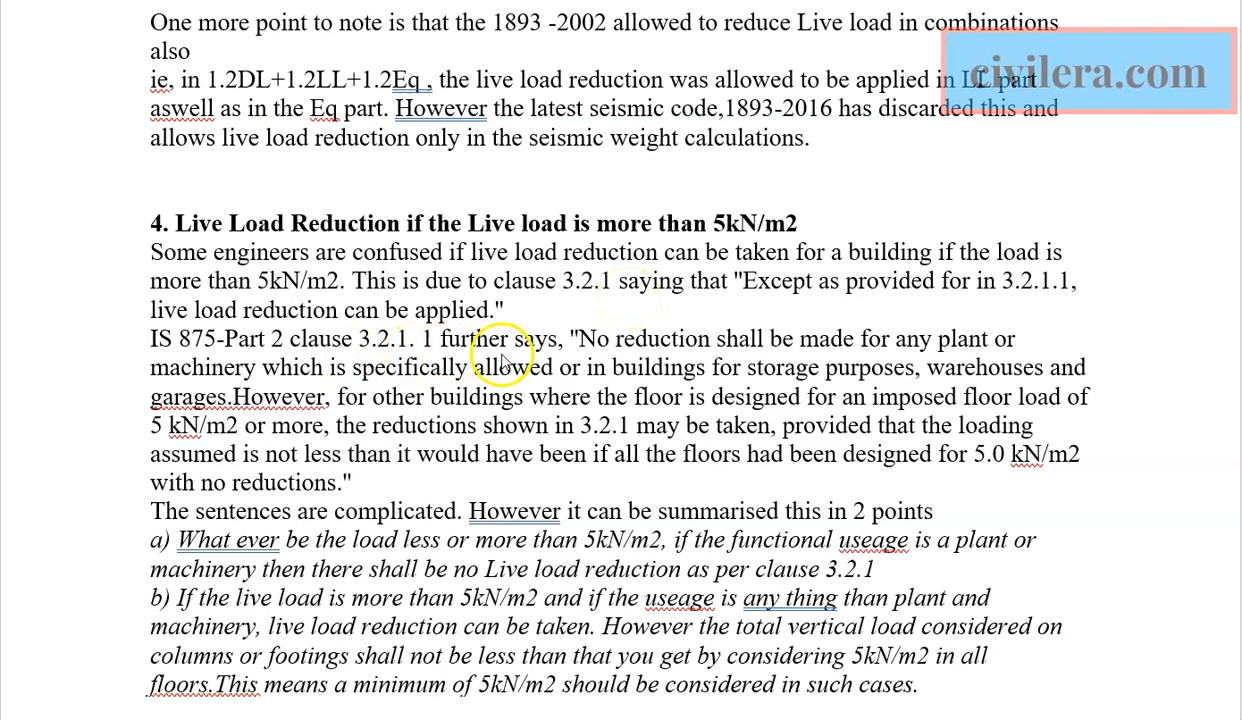 One more point to note is that the 1893 -2002 allowed to reduce Live load in combinations
also
ie, in 1.2DL+1.2LL+1.2Eq , the live load reduction was allowed to be applied in LL part
aswell as in the Eq part. However the latest seismic code,1893-2016 has discarded this and
allows live load reduction only in the seismic weight calculations.
civilera.com
4. Live Load Reduction if the Live load is more than 5kN/m2
Some engineers are confused if live load reduction can be taken for a building if the load is
more than 5kN/m2. This is due to clause 3.2.1 saying that "Except as provided for in 3.2.1.1,
live load reduction can be applied."
IS 875-Part 2 clause 3.2.1. 1 further says, "No reduction shall be made for any plant or
machinery which is specifically allowed or in buildings for storage purposes, warehouses and
garages.However, for other buildings where the floor is designed for an imposed floor load of
5 kN/m2 or more, the reductions shown in 3.2.1 may be taken, provided that the loading
assumed is not less than it would have been if all the floors had been designed for 5.0 kN/m2
with no reductions."
The sentences are complicated. However it can be summarised this in 2 points
a) What ever be the load less or more than 5kN/m2, if the functional useage is a plant or
machinery then there shall be no Live load reduction as per clause 3.2.1
b) If the live load is more than 5kN/m2 and if the useage is any thing than plant and
machinery, live load reduction can be taken. However the total vertical load considered on
columns or footings shall not be less than that you get by considering 5kN/m2 in all
floors.This means a minimum of 5kN/m2 should be considered in such cases.